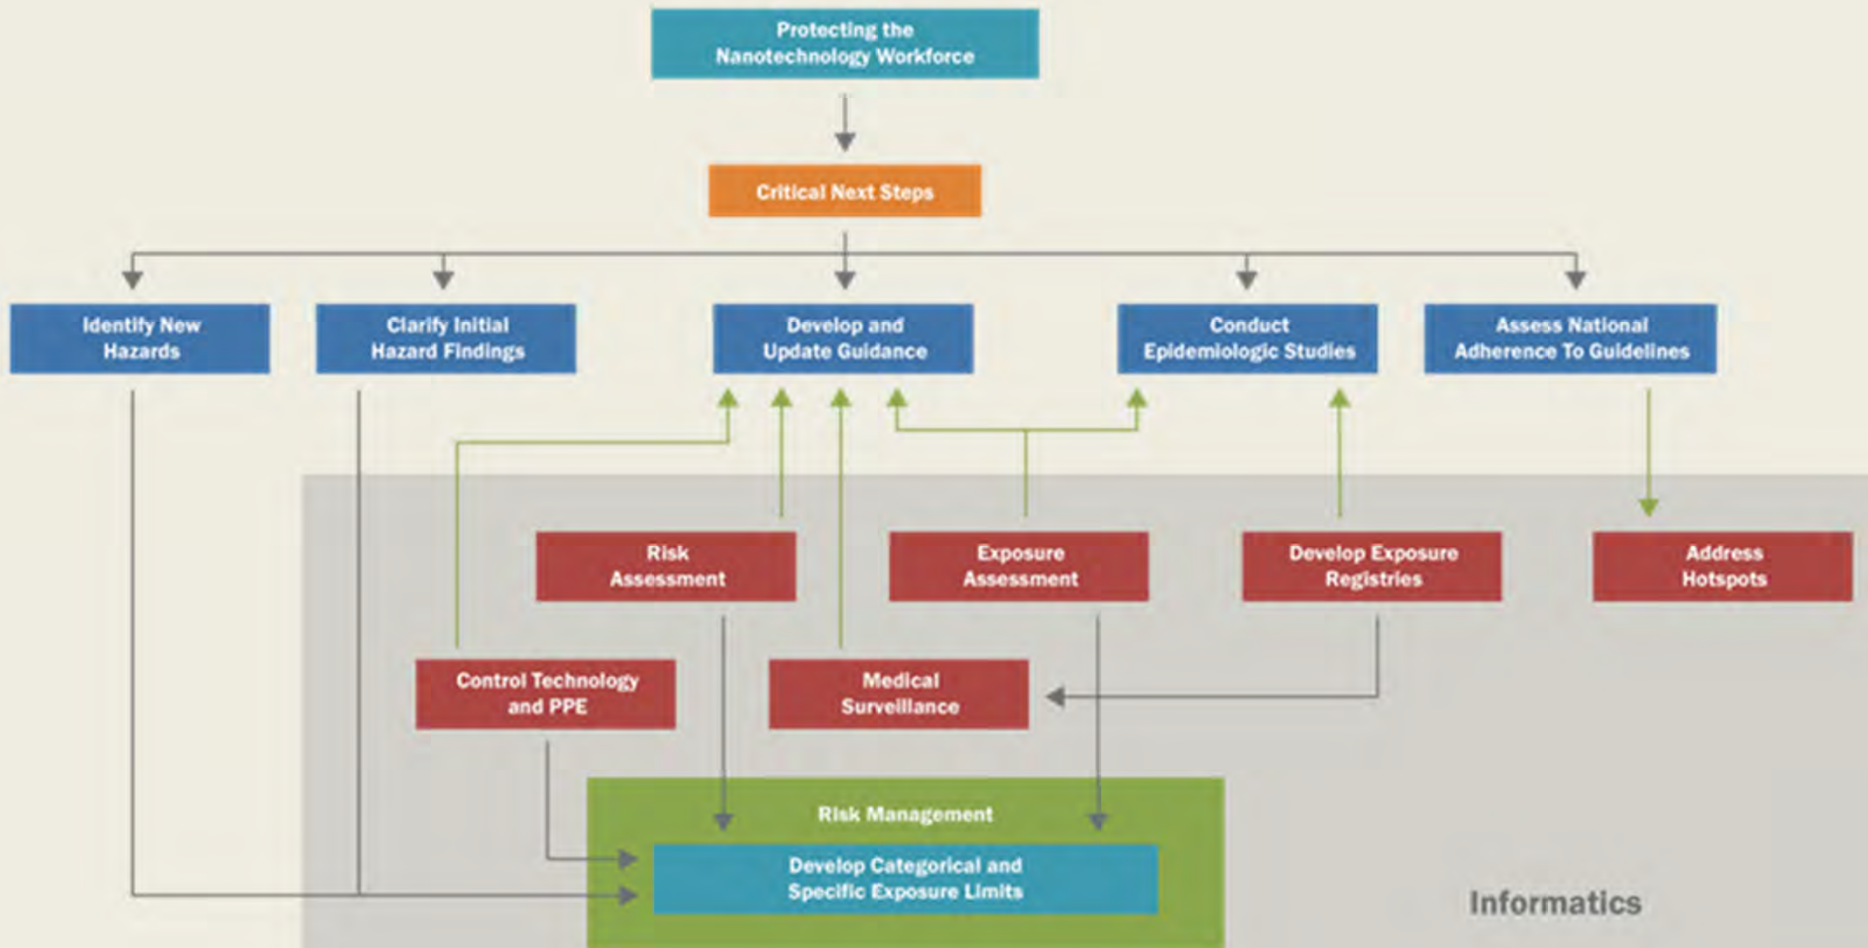 Protecting the
Nanotechnology Workforce
Critical Next Steps
Identify New
Hazards
Clarify Initial
Hazard Findings
Develop and
Update Guidance
Conduct
Epidemiologic Studies
Assess National
Adherence To Guidelines
Risk
Assessment
Exposure
Assessment
Develop Exposure
Registries
Address
Hotspots
Control Technology
and PPE
Medical
Surveillance
Risk Management
Develop Categorical and
Specific Exposure Limits
Informatics